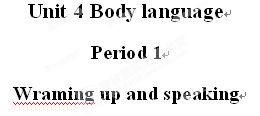 Unit 4 Body language
Period 1
Wraming up and speaking